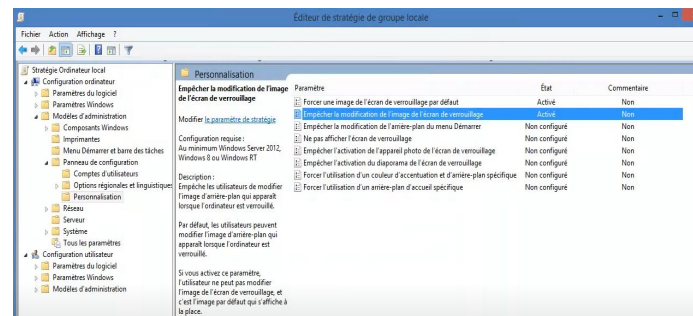 Éditeur de stratégie de groupe locale
Fichier Action Affichage ?
Stratégie Ordinateur local
Configuration ordinateur
Paramètres du logiciel
Paramètres Windows
Modèles d'administration
Composants Windows
Imprimantes
Menu Démarrer et barre des tâches
Panneau de configuration
Comptes d'utilisateurs
Options régionales et linguistiques
Personnalisation
Réseau
Serveur
Système
Tous les paramètres
Configuration utilisateur
Paramètres du logiciel
Paramètres Windows
Modèles d'administration
Personnalisation
Empêcher la modification de l'image
de l'écran de verrouillage
Modifier le paramètre de stratégie
Configuration requise :
Au minimum Windows Server 2012,
Windows 8 ou Windows RT
Description :
Empêche les utilisateurs de modifier
l'image d'arrière-plan qui apparaît
lorsque l'ordinateur est verrouillé.
Par défaut, les utilisateurs peuvent
modifier l'image d'arrière-plan qui
apparaît lorsque l'ordinateur est
verrouillé.
Si vous activez ce paramètre,
l'utilisateur ne peut pas modifier
l'image de l'écran de verrouillage, et
c'est l'image par défaut qui s'affiche à
la place.
Paramètre État Commentaire
Forcer une image de l'écran de verrouillage par défaut Activé Non
Empêcher la modification de l'image de l'écran de verrouillage Activé Non
Empêcher la modification de l'arrière-plan du menu Démarrer Non configuré Non
Ne pas afficher l'écran de verrouillage Non configuré Non
Empêcher l'activation de l'appareil photo de l'écran de verrouillage Non configuré Non
Empêcher l'activation du diaporama de l'écran de verrouillage Non configuré Non
Forcer l'utilisation d'un couleur d'accentuation et d'arrière-plan spécifique Non configuré Non
Forcer l'utilisation d'un arrière-plan d'accueil spécifique Non configuré Non